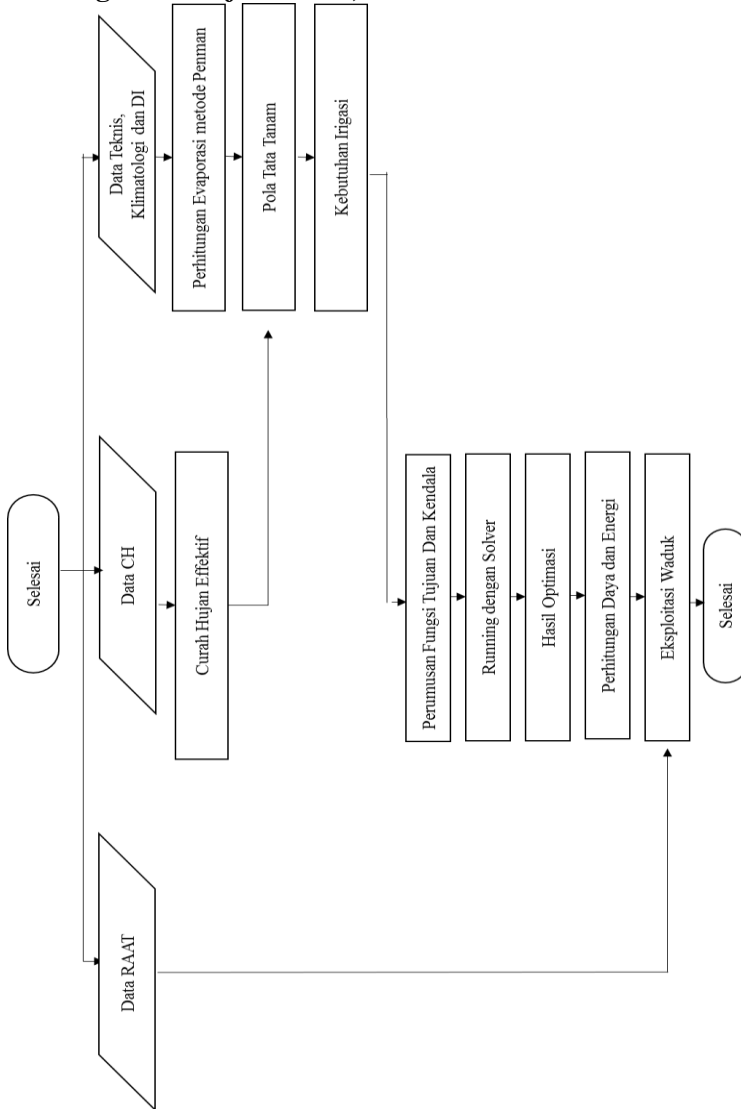 Selesai
Data RAAT
Data CH
Data Teknis,
Klimatologi dan DI
Curah Hujan Effektif
Perhitungan Evaporasi metode Penman
Pola Tata Tanam
Kebutuhan Irigasi
Perumusan Fungsi Tujuan Dan Kendala
Running dengan Solver
Hasil Optimasi
Perhitungan Daya dan Energi
Eksploitasi Waduk
Selesai